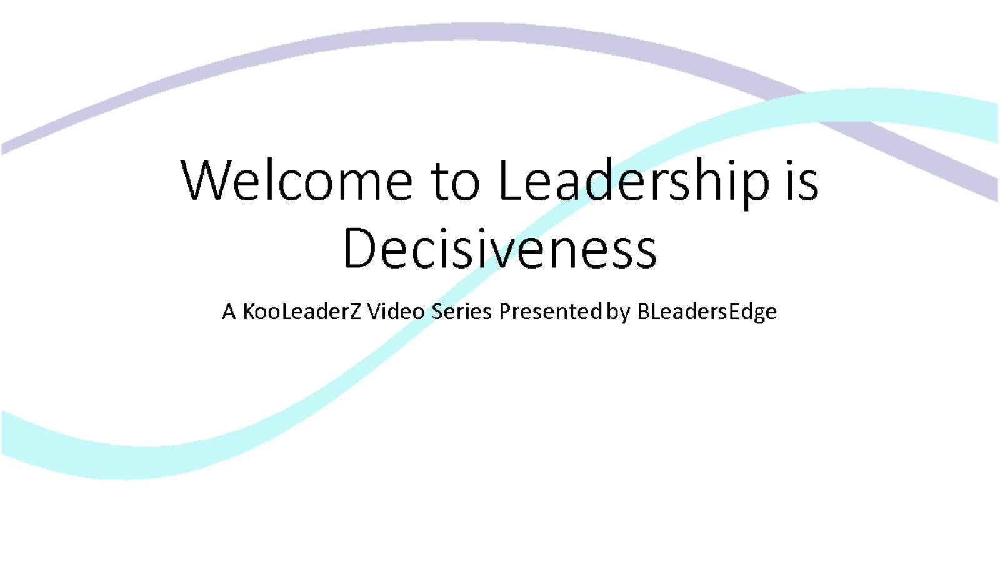 Welcome to Leadership is
Decisiveness
A KooLeaderZ Video Series Presented by BLeadersEdge